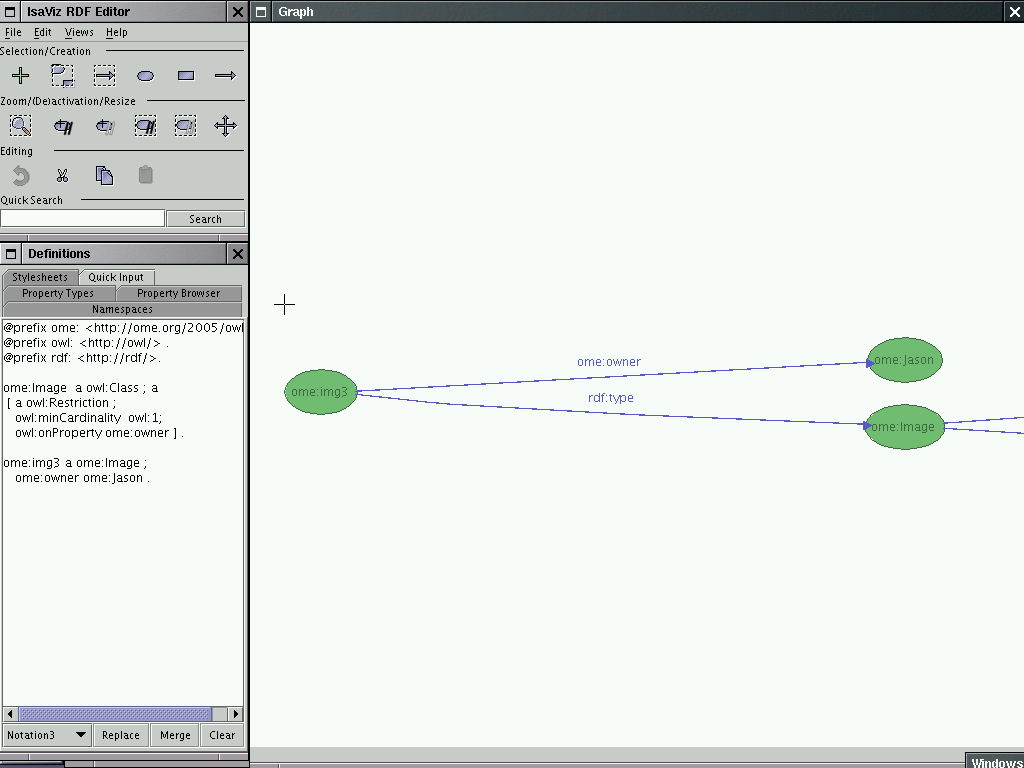 IsaViz RDF Editor
File Edit Views Help
Selection/Creation
Zoom/(De)activation/Resize
Editing
Quick Search
Search
Definitions
Stylesheets Quick Input
Property Types Property Browser
Namespaces
@prefix ome: <http://ome.org/2005/owl
@prefix owl: <http://owl/> .
@prefix rdf: <http://rdf/>.
ome:Image a owl:Class ; a
[ a owl:Restriction ;
owl:minCardinality owl:1;
owl:onProperty ome:owner ] .
ome:img3 a ome:Image ;
ome:owner ome:Jason .
Notation3 Replace Merge Clear
Graph
ome:owner
ome:Jason
ome:img3
rdf:type
ome:Image
Windows